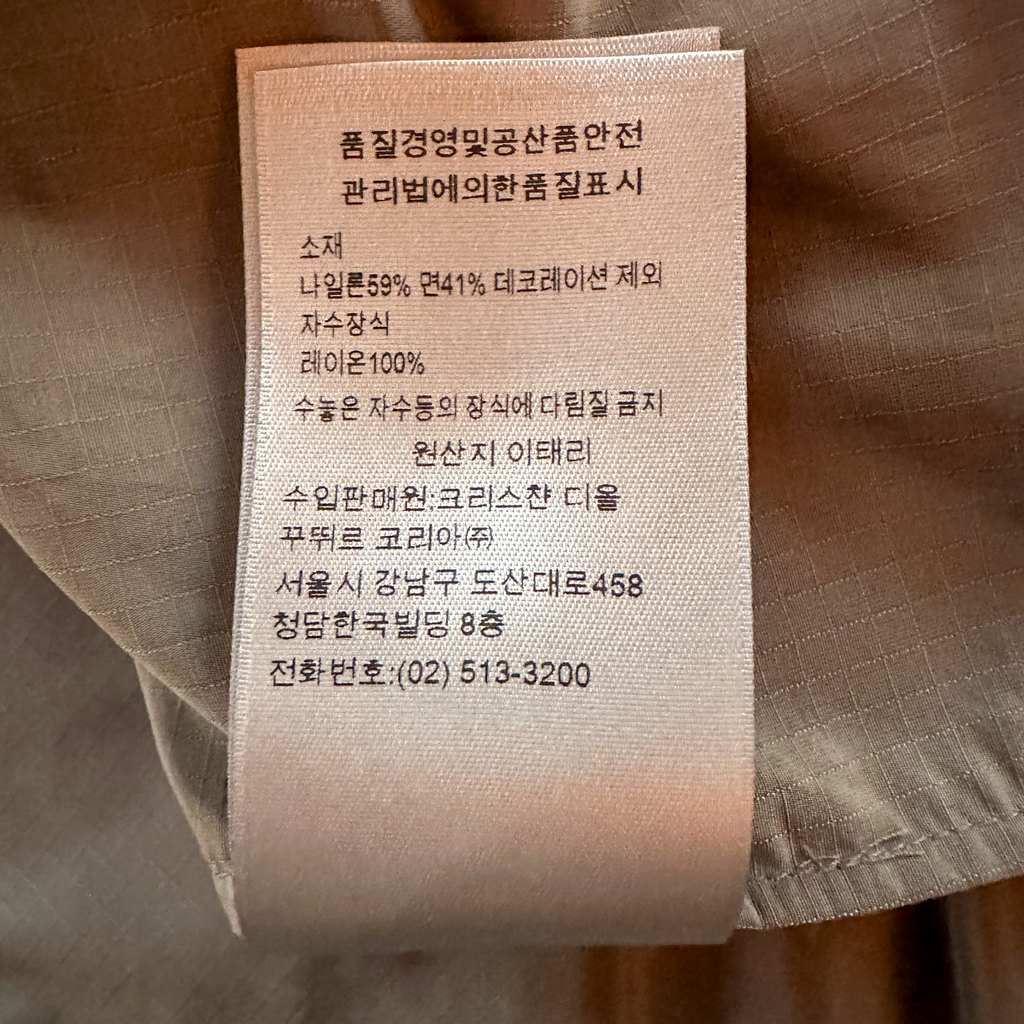 품질경영및공산품안전
관리법에의한품질표시
소재
나일론59% 면41% 데코레이션 제외
자수장식
레이온100%
수놓은 자수등의 장식에 다림질 금지
원산지 이태리
수입판매원:크리스챤 디올
꾸뛰르 코리아㈜
서울시 강남구 도산대로458
청담한국빌딩 8층
전화번호:(02) 513-3200